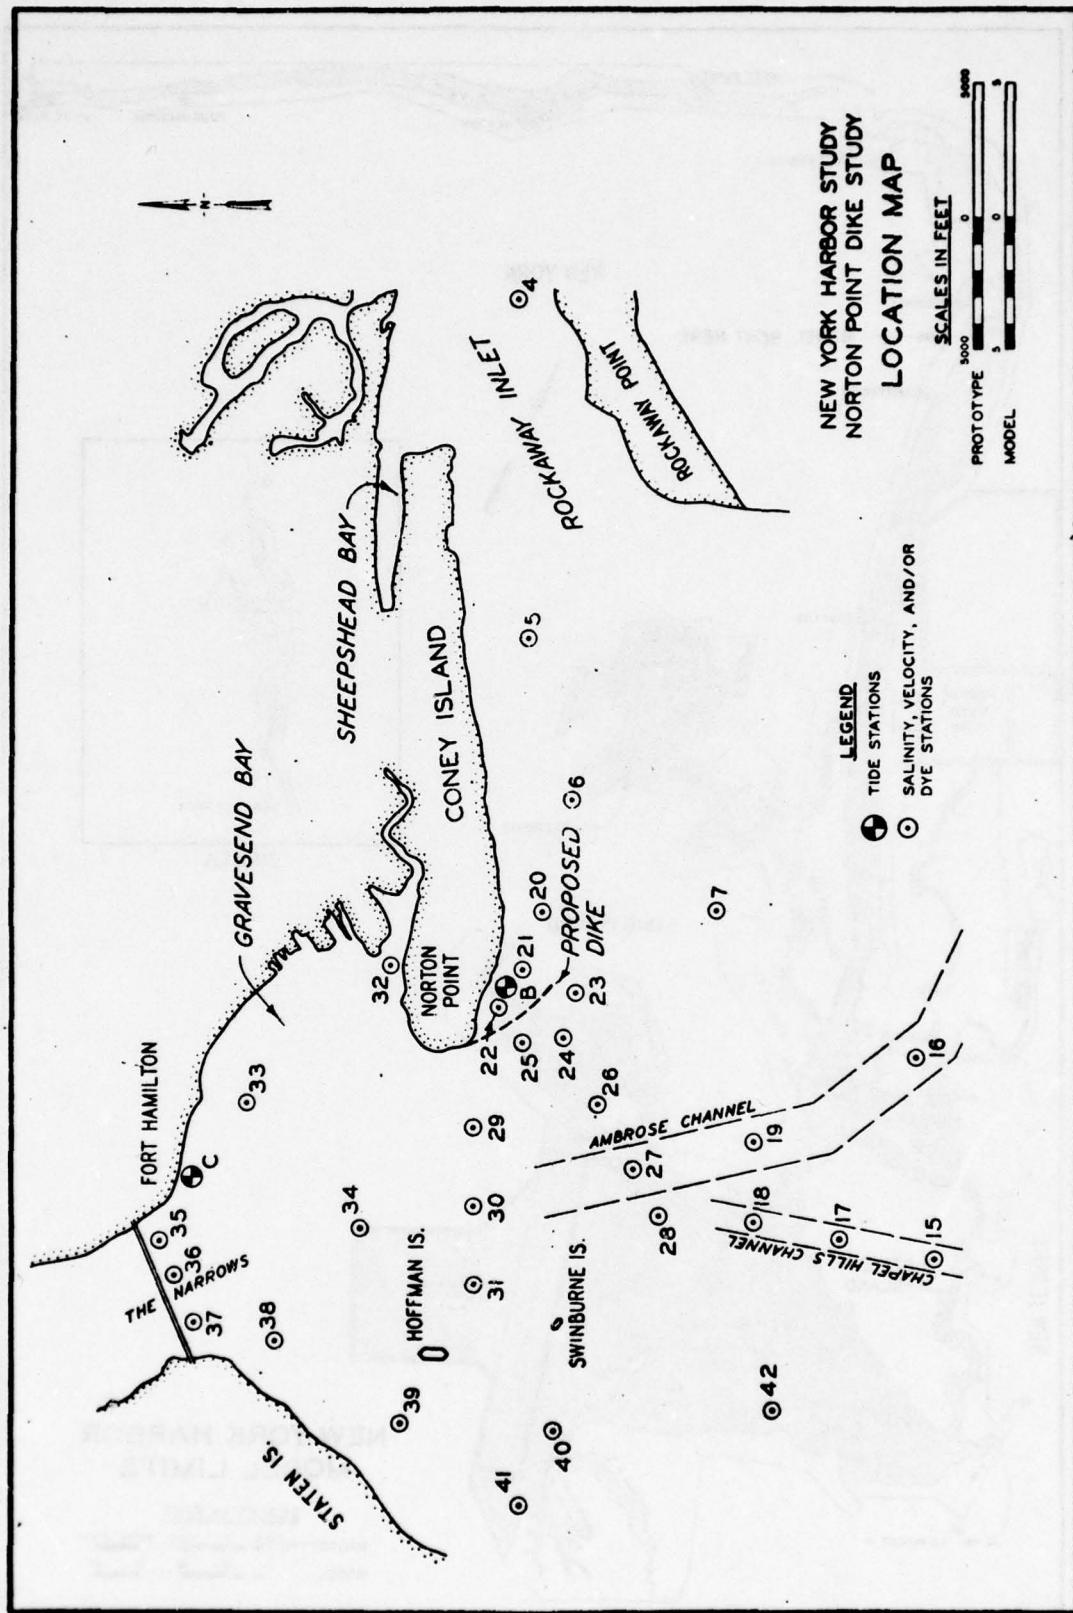 NEW YORK HARBOR STUDY
NORTON POINT DIKE STUDY
LOCATION MAP
SCALES IN FEET
PROTOTYPE 5000 0 5000
MODEL 5 0 5
LEGEND
TIDE STATIONS
SALINITY, VELOCITY, AND/OR
DYE STATIONS
N
FORT HAMILTON
GRAVESEND BAY
SHEEPSHEAD BAY
CONEY ISLAND
NORTON
POINT
ROCKAWAY INLET
ROCKAWAY POINT
PROPOSED
DIKE
THE NARROWS
STATEN IS.
HOFFMAN IS.
SWINBURNE IS.
AMBROSE CHANNEL
CHAPEL HILLS CHANNEL
C
B
4
5
6
7
15
16
17
18
19
20
21
22
23
24
25
26
27
28
29
30
31
32
33
34
35
36
37
38
39
40
41
42